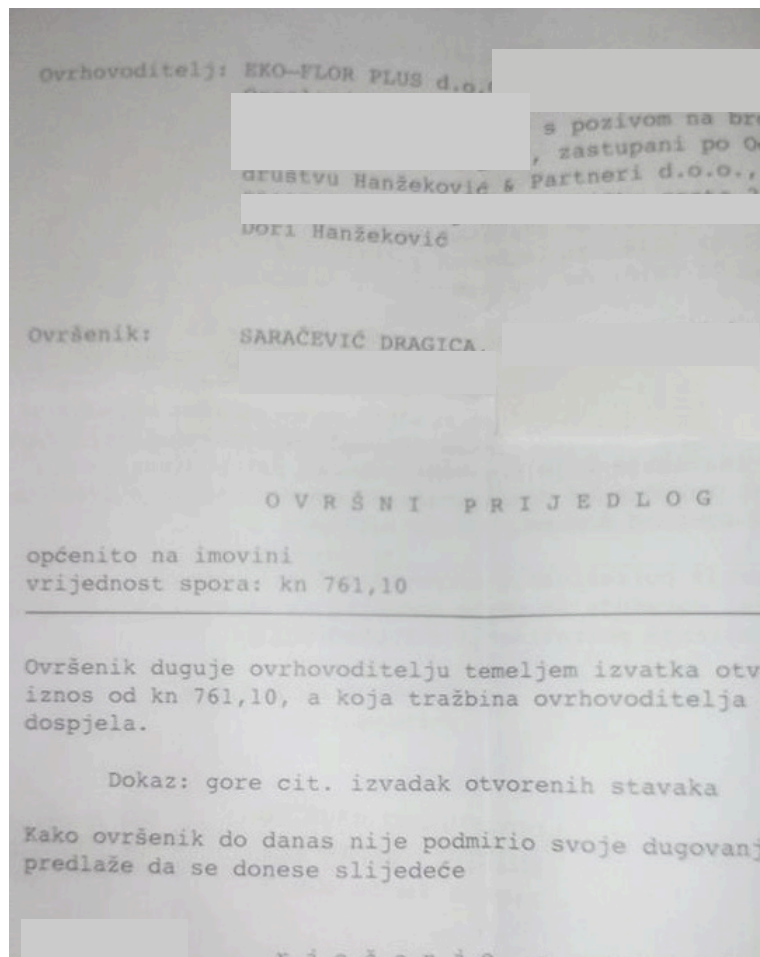 Ovrhovoditelj: EKO-FLOR PLUS d.o.
s pozivom na br
, zastupani po O
društvu Hanžeković & Partneri d.o.o.,
Dori Hanžeković
Ovršenik: SARAČEVIĆ DRAGICA,
OVRŠNI PRIJEDLOG
općenito na imovini
vrijednost spora: kn 761,10
Ovršenik duguje ovrhovoditelju temeljem izvatka otv
iznos od kn 761,10, a koja tražbina ovrhovoditelja
dospjela.
Dokaz: gore cit. izvadak otvorenih stavaka
Kako ovršenik do danas nije podmirio svoje dugovanj
predlaže da se donese slijedeće